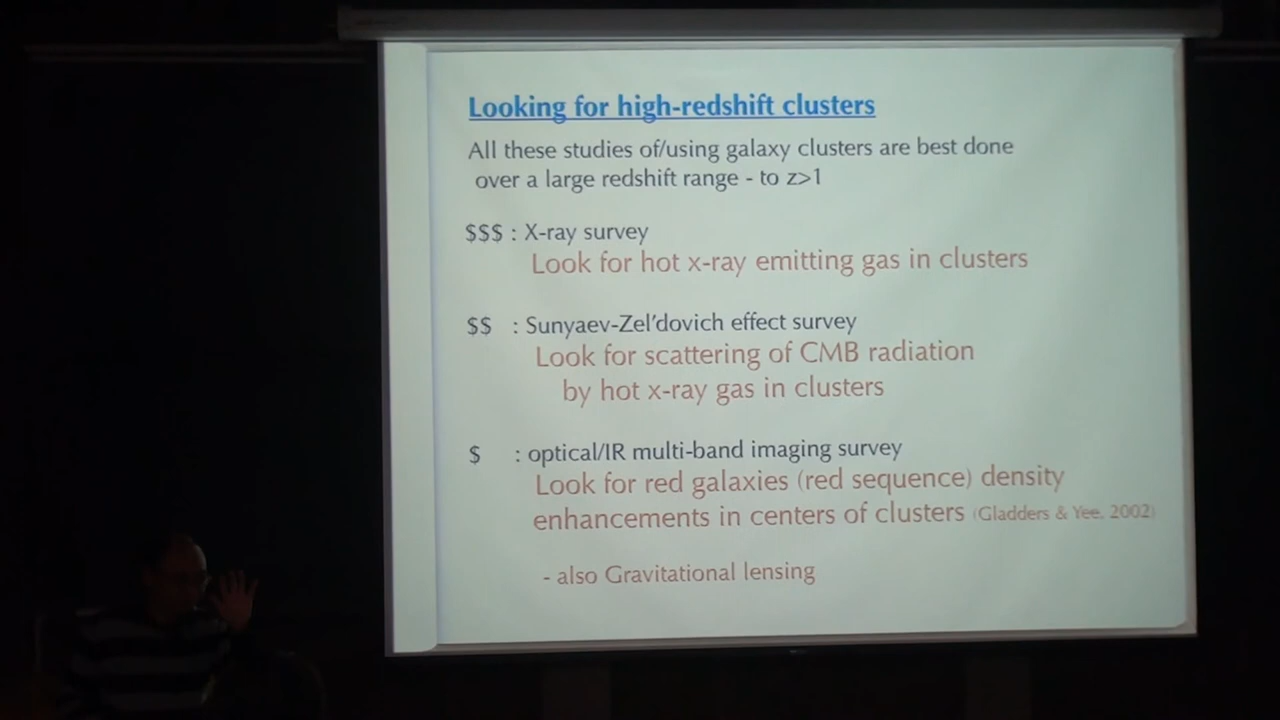 Looking for high-redshift clusters
All these studies of/using galaxy clusters are best done
over a large redshift range - to z>1
$$$ : X-ray survey
Look for hot x-ray emitting gas in clusters
$$ : Sunyaev-Zel'dovich effect survey
Look for scattering of CMB radiation
by hot x-ray gas in clusters
$ : optical/IR multi-band imaging survey
Look for red galaxies (red sequence) density
enhancements in centers of clusters (Gladders & Yee, 2002)
- also Gravitational lensing